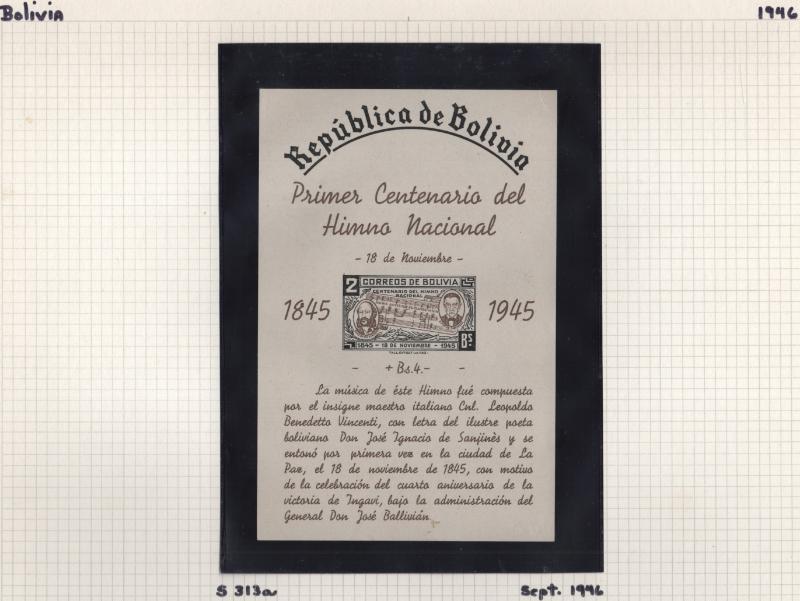 Bolivia
1946
República de Bolivia
Primer Centenario del
Himno Nacional
- 18 de Noviembre -
2 CORREOS DE BOLIVIA
CENTENARIO DEL HIMNO
NACIONAL
1845
1945
Bs.
1845 - 18 DE NOVIEMBRE - 1945
- + Bs.4.- -
La música de éste Himno fué compuesta
por el insigne maestro italiano Cnl. Leopoldo
Benedetto Vincenti, con letra del ilustre poeta
boliviano Don José Ignacio de Sanjinès y se
entonó por primera vez en la ciudad de La
Paz, el 18 de noviembre de 1845, con motivo
de la celebración del cuarto aniversario de la
victoria de Ingavi, bajo la administración del
General Don José Ballivián
S 313a
Sept. 1946